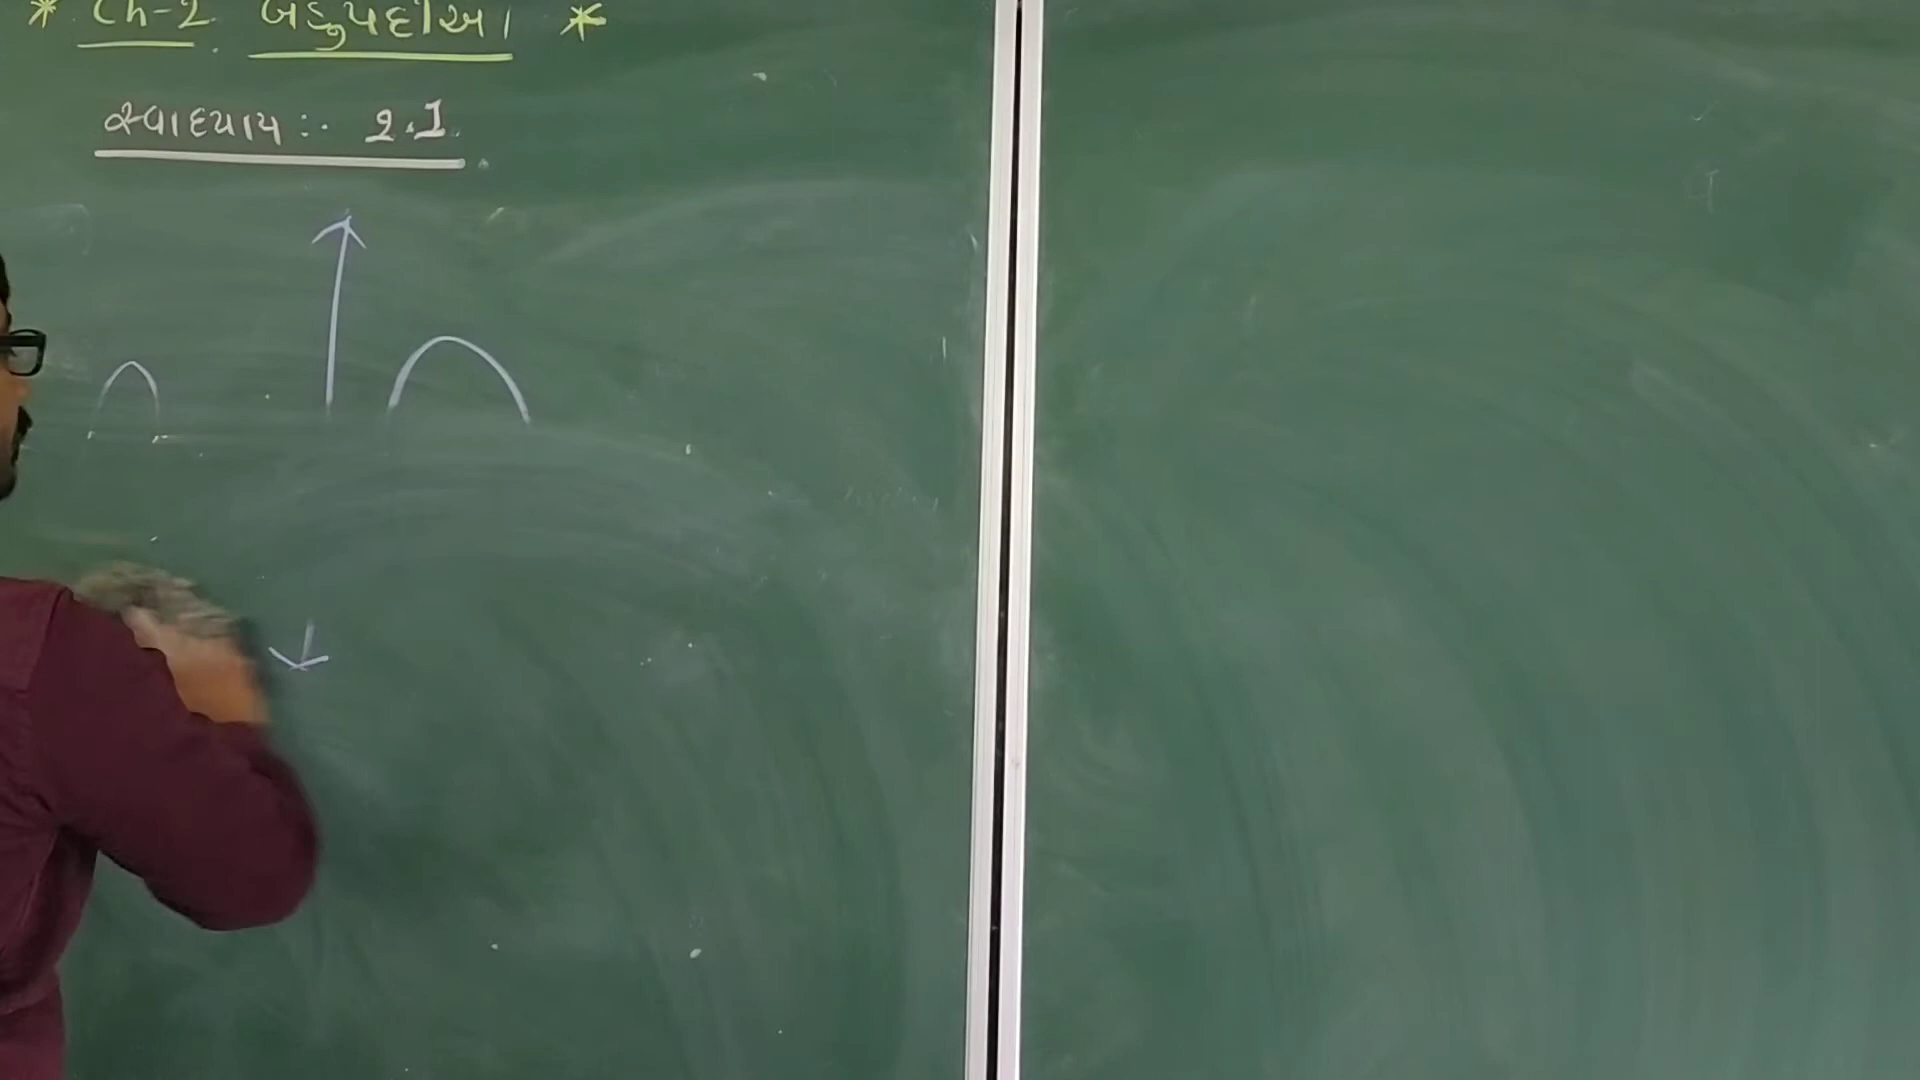 * Ch-2. બહુપદીઓ। *
સ્વાધ્યાય :- 2.1.